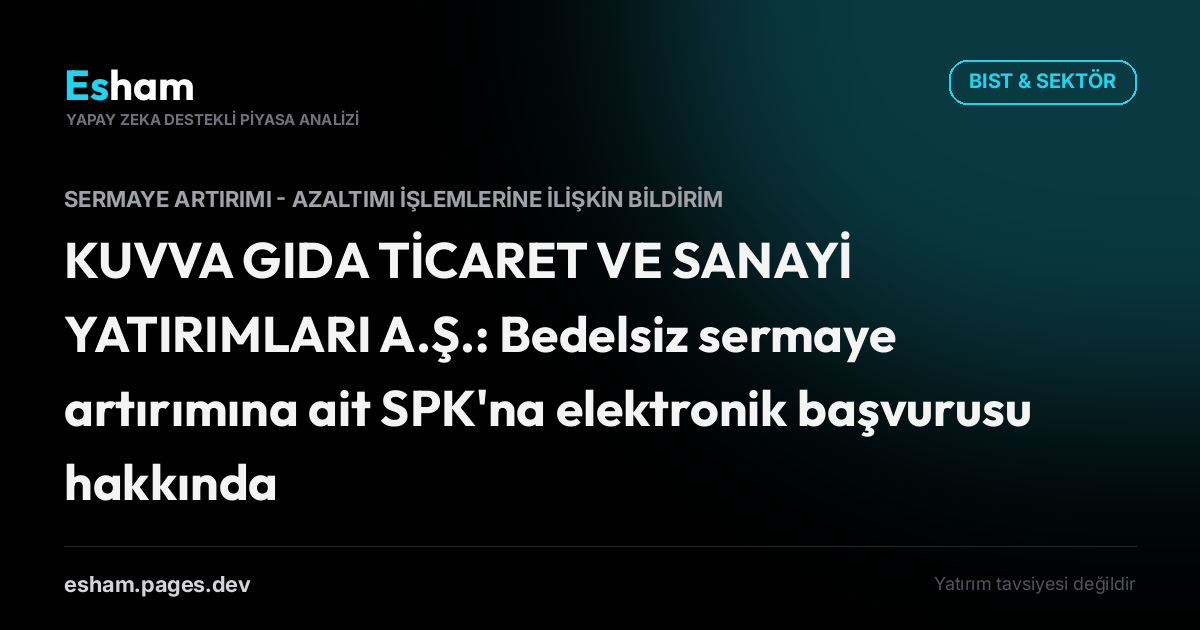 Esham
BIST & SEKTÖR
YAPAY ZEKA DESTEKLİ PİYASA ANALİZİ
SERMAYE ARTIRIMI - AZALTIMI İŞLEMLERİNE İLİŞKİN BİLDİRİM
KUVVA GIDA TİCARET VE SANAYİ
YATIRIMLARI A.Ş.: Bedelsiz sermaye
artırımına ait SPK'na elektronik başvurusu
hakkında
esham.pages.dev
Yatırım tavsiyesi değildir